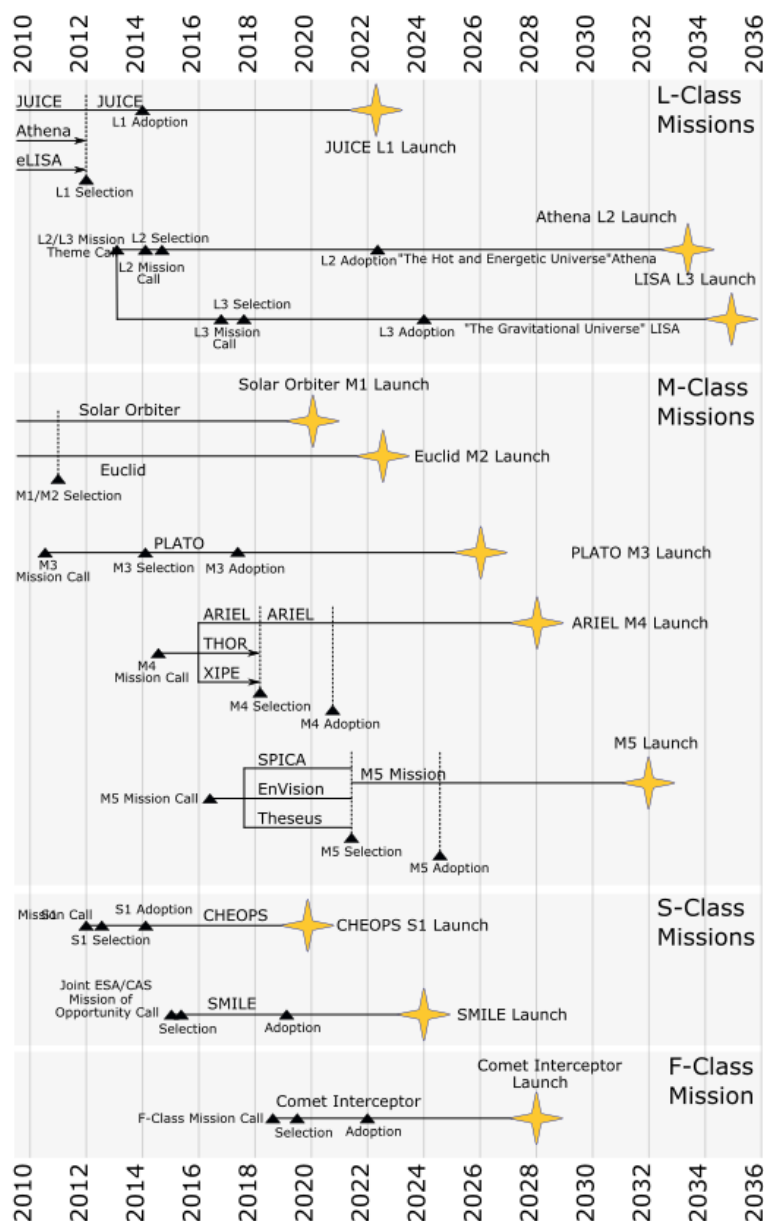 2010 2012 2014 2016 2018 2020 2022 2024 2026 2028 2030 2032 2034 2036
L-Class
Missions
JUICE JUICE
L1 Adoption
Athena
JUICE L1 Launch
eLISA
L1 Selection
Athena L2 Launch
L2/L3 Mission
Theme Call
L2 Selection
L2 Mission
Call
L2 Adoption
"The Hot and Energetic Universe"Athena
LISA L3 Launch
L3 Selection
L3 Mission
Call
L3 Adoption
"The Gravitational Universe" LISA
M-Class
Missions
Solar Orbiter M1 Launch
Solar Orbiter
Euclid M2 Launch
Euclid
M1/M2 Selection
PLATO
PLATO M3 Launch
M3
Mission Call
M3 Selection
M3 Adoption
ARIEL ARIEL
ARIEL M4 Launch
THOR
M4
Mission Call
XIPE
M4 Selection
M4 Adoption
M5 Launch
SPICA
M5 Mission
EnVision
M5 Mission Call
Theseus
M5 Selection
M5 Adoption
S-Class
Missions
S1
Mission Call
S1 Adoption
CHEOPS
CHEOPS S1 Launch
S1 Selection
Joint ESA/CAS
Mission of
Opportunity Call
SMILE
SMILE Launch
Selection
Adoption
F-Class
Mission
Comet Interceptor
Launch
Comet Interceptor
F-Class Mission Call
Selection
Adoption
2010 2012 2014 2016 2018 2020 2022 2024 2026 2028 2030 2032 2034 2036